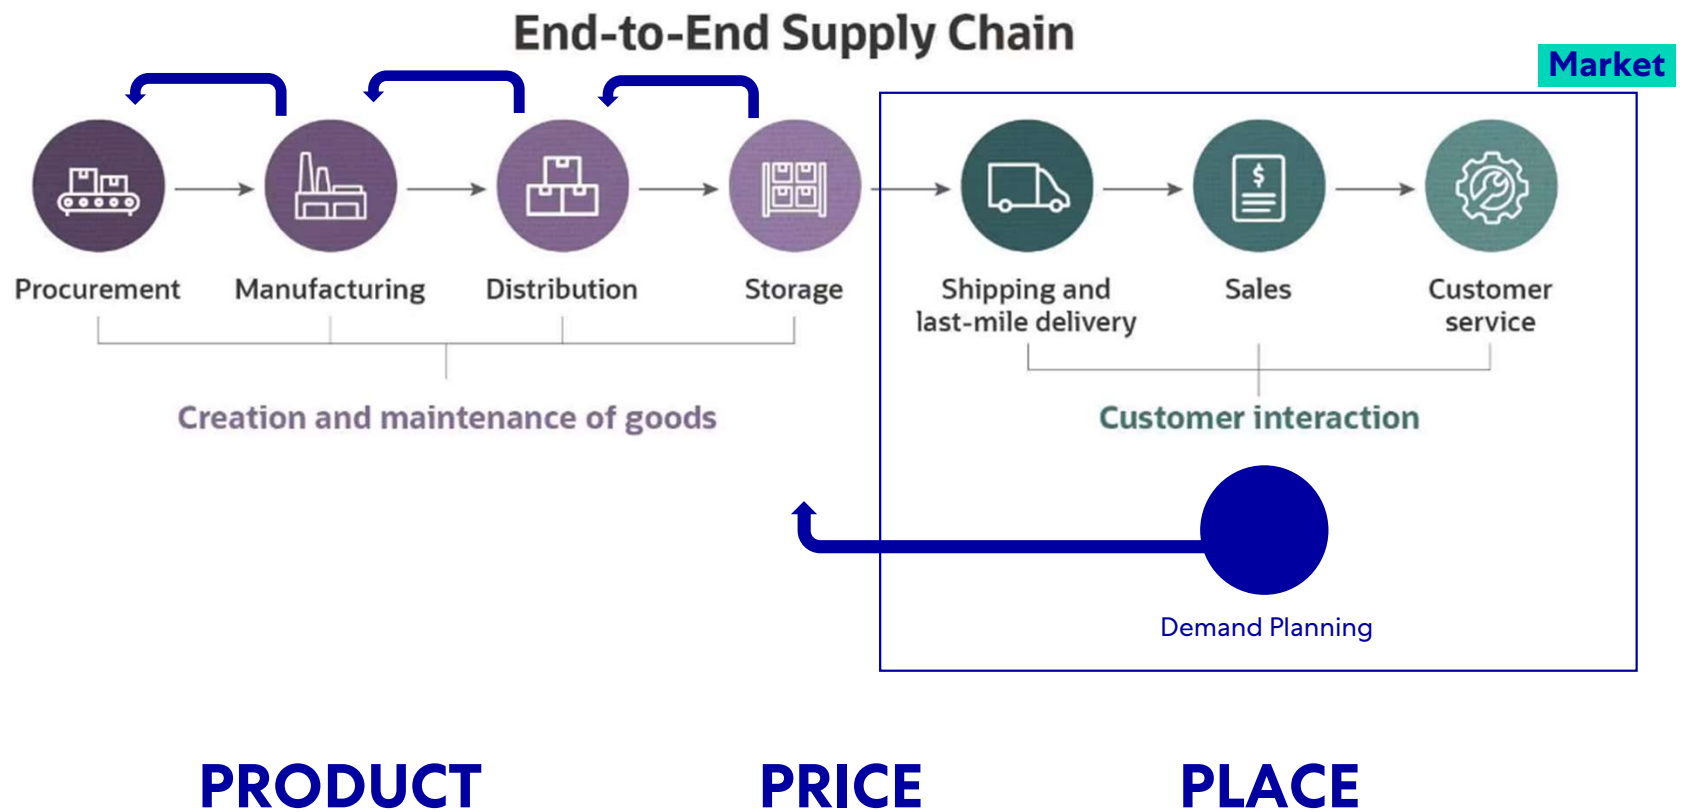 End-to-End Supply Chain
Market
$
Procurement
Manufacturing
Distribution
Storage
Shipping and
last-mile delivery
Sales
Customer
service
Creation and maintenance of goods
Customer interaction
Demand Planning
PRODUCT
PRICE
PLACE